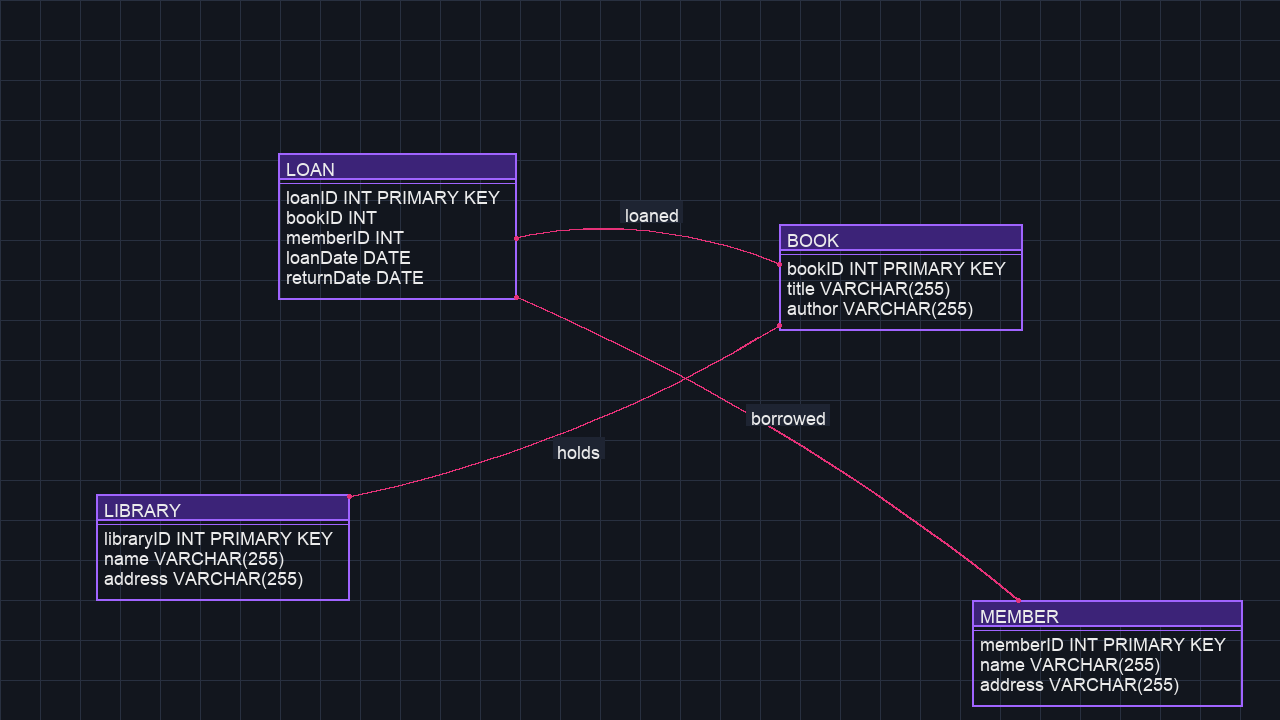 LOAN
loanID INT PRIMARY KEY
bookID INT
memberID INT
loanDate DATE
returnDate DATE
loaned
BOOK
bookID INT PRIMARY KEY
title VARCHAR(255)
author VARCHAR(255)
borrowed
holds
LIBRARY
libraryID INT PRIMARY KEY
name VARCHAR(255)
address VARCHAR(255)
MEMBER
memberID INT PRIMARY KEY
name VARCHAR(255)
address VARCHAR(255)